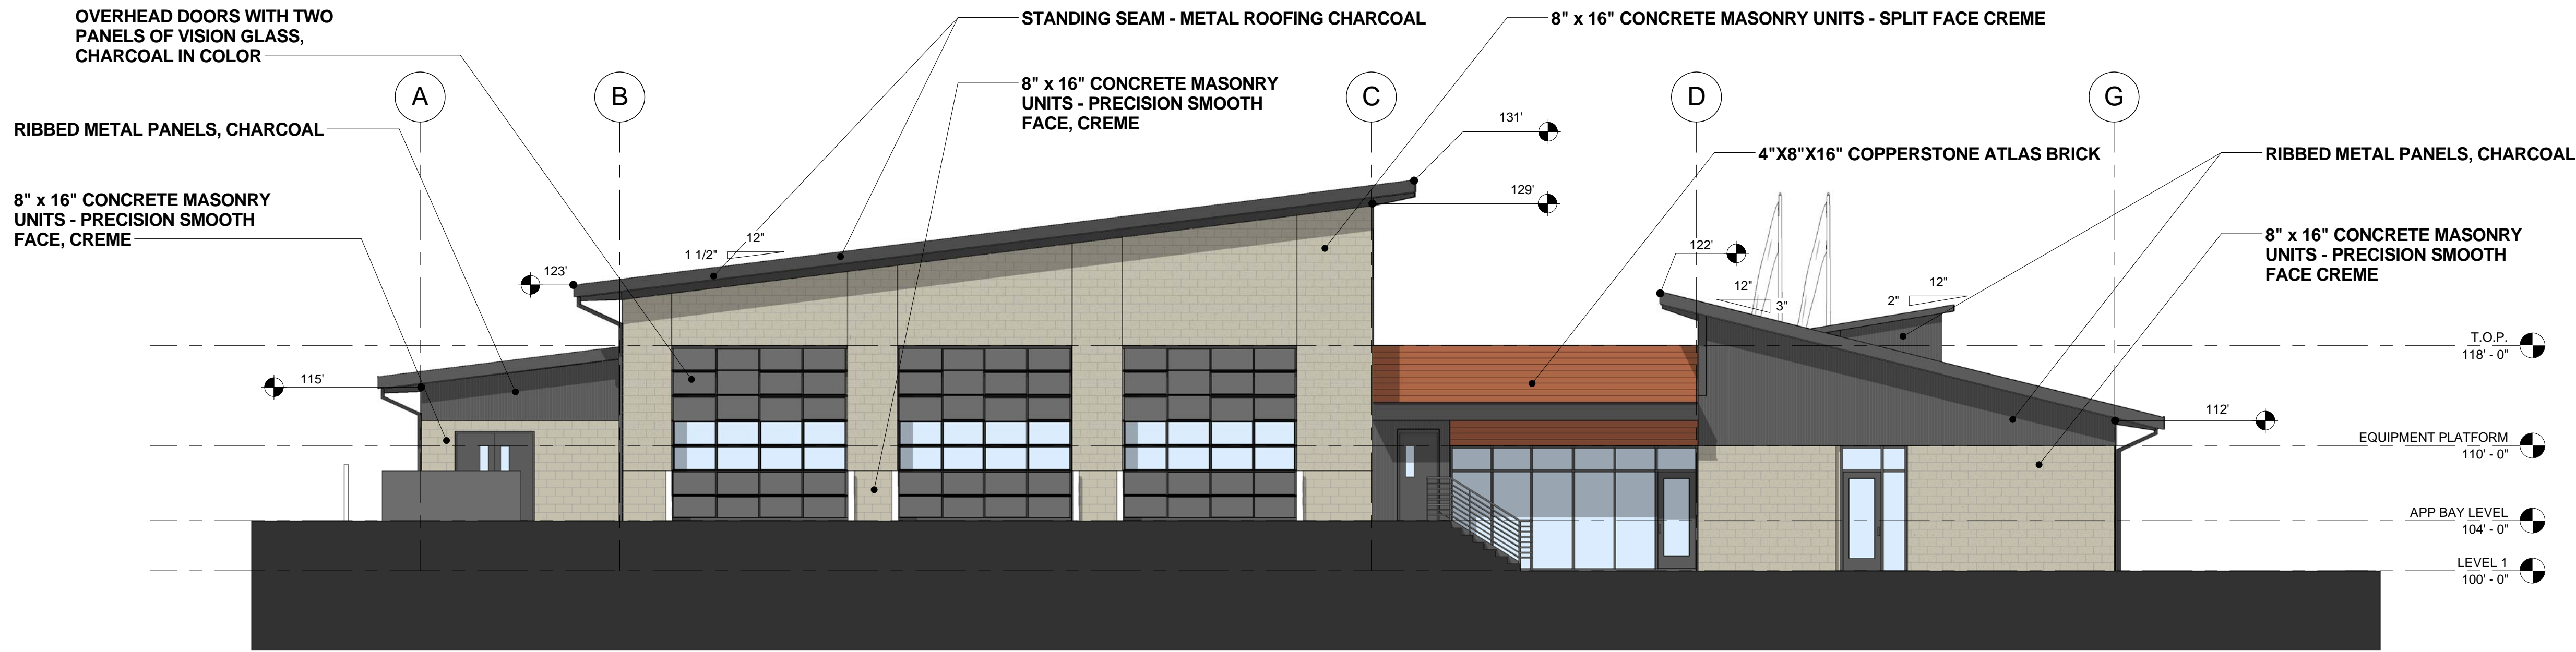 OVERHEAD DOORS WITH TWO
PANELS OF VISION GLASS,
CHARCOAL IN COLOR
STANDING SEAM - METAL ROOFING CHARCOAL
8" x 16" CONCRETE MASONRY UNITS - SPLIT FACE CREME
8" x 16" CONCRETE MASONRY
UNITS - PRECISION SMOOTH
FACE, CREME
A
B
C
D
G
RIBBED METAL PANELS, CHARCOAL
131'
4"X8"X16" COPPERSTONE ATLAS BRICK
RIBBED METAL PANELS, CHARCOAL
8" x 16" CONCRETE MASONRY
UNITS - PRECISION SMOOTH
FACE, CREME
129'
8" x 16" CONCRETE MASONRY
UNITS - PRECISION SMOOTH
FACE CREME
12"
1 1/2"
122'
123'
12"
3"
12"
2"
T.O.P.
118' - 0"
115'
112'
EQUIPMENT PLATFORM
110' - 0"
APP BAY LEVEL
104' - 0"
LEVEL 1
100' - 0"